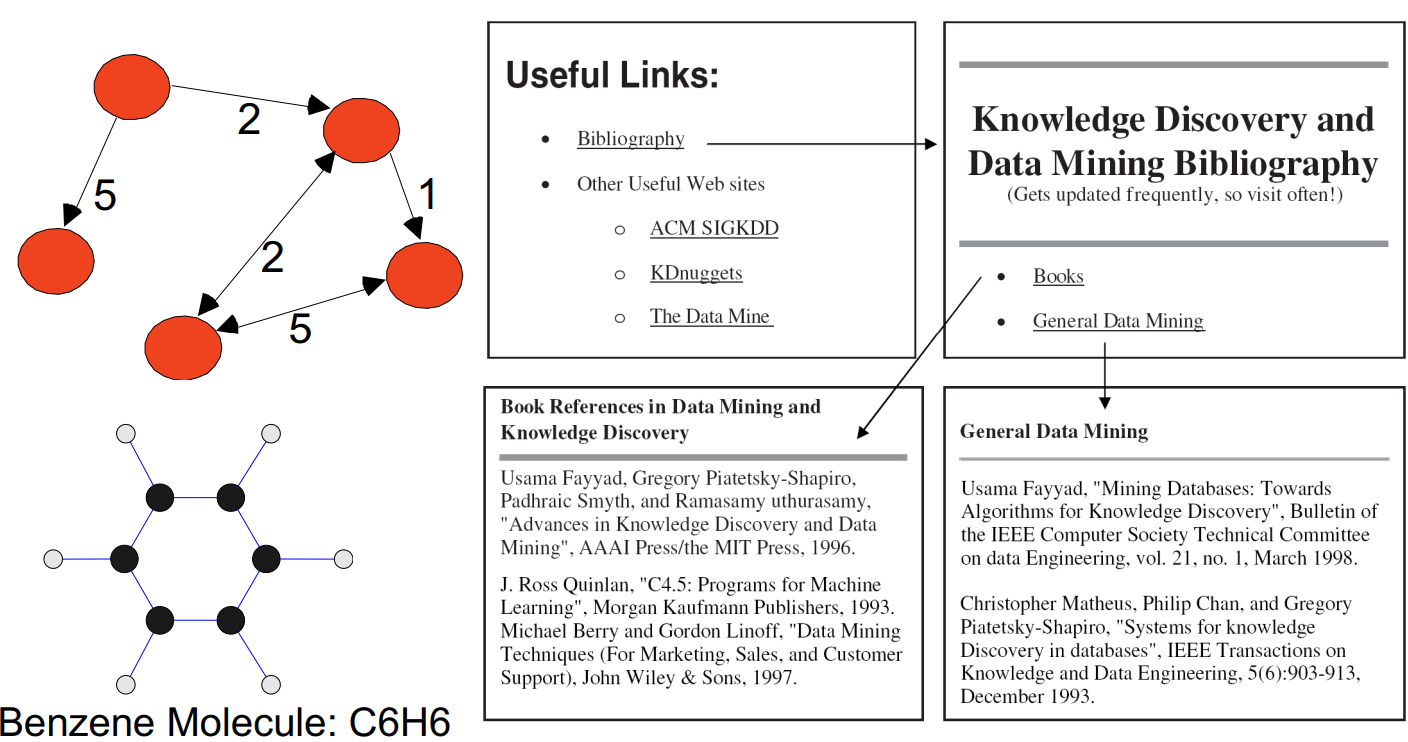 2
5
1
2
5
Benzene Molecule: C6H6
Useful Links:
• Bibliography
• Other Useful Web sites
o ACM SIGKDD
o KDnuggets
o The Data Mine
Knowledge Discovery and
Data Mining Bibliography
(Gets updated frequently, so visit often!)
• Books
• General Data Mining
Book References in Data Mining and
Knowledge Discovery
Usama Fayyad, Gregory Piatetsky-Shapiro,
Padhraic Smyth, and Ramasamy uthurasamy,
"Advances in Knowledge Discovery and Data
Mining", AAAI Press/the MIT Press, 1996.
J. Ross Quinlan, "C4.5: Programs for Machine
Learning", Morgan Kaufmann Publishers, 1993.
Michael Berry and Gordon Linoff, "Data Mining
Techniques (For Marketing, Sales, and Customer
Support), John Wiley & Sons, 1997.
General Data Mining
Usama Fayyad, "Mining Databases: Towards
Algorithms for Knowledge Discovery", Bulletin of
the IEEE Computer Society Technical Committee
on data Engineering, vol. 21, no. 1, March 1998.
Christopher Matheus, Philip Chan, and Gregory
Piatetsky-Shapiro, "Systems for knowledge
Discovery in databases", IEEE Transactions on
Knowledge and Data Engineering, 5(6):903-913,
December 1993.